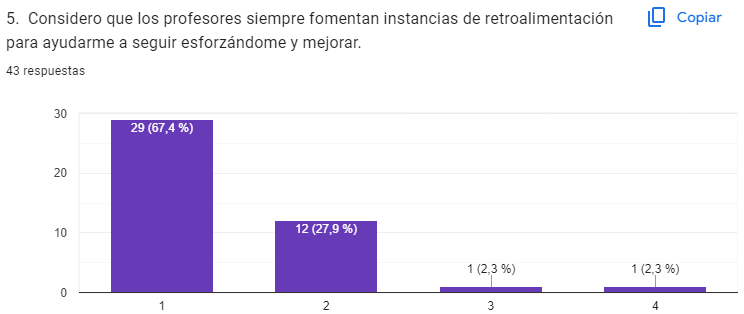 5.  Considero que los profesores siempre fomentan instancias de retroalimentación
para ayudarme a seguir esforzándome y mejorar.
Copiar
43 respuestas
30
20
10
0
29 (67,4 %)
12 (27,9 %)
1 (2,3 %)
1 (2,3 %)
1
2
3
4